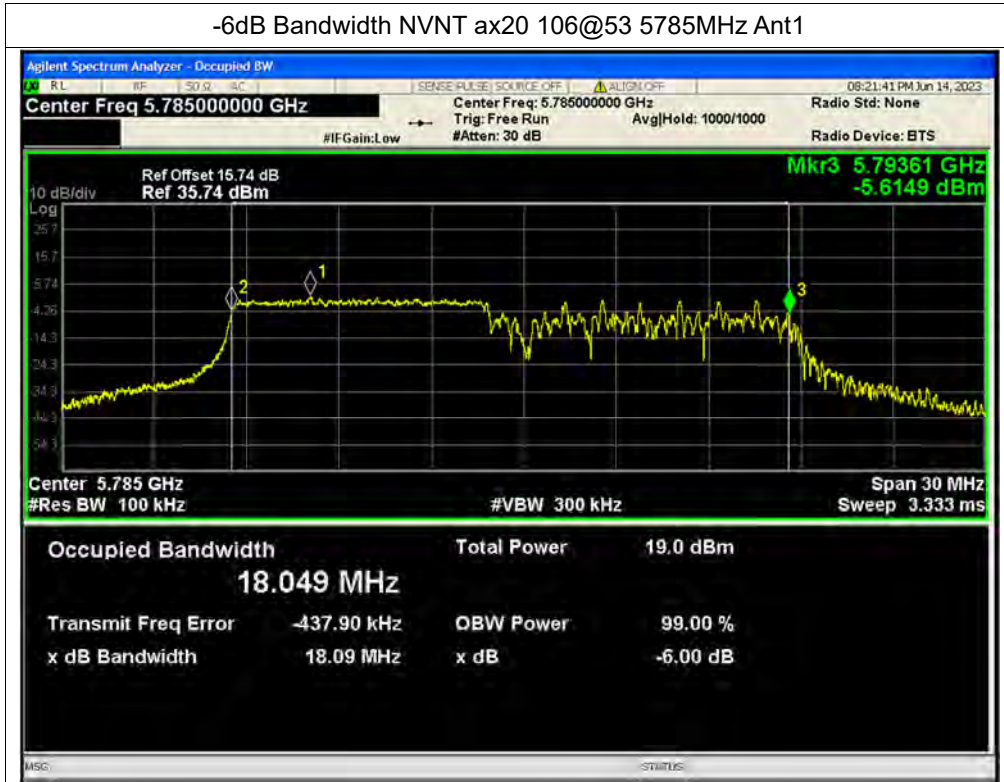 -6dB Bandwidth NVNT ax20 106@53 5785MHz Ant1
Agilent Spectrum Analyzer - Occupied BW
RL RF 50 Ω AC SENSE:PULSE SOURCE OFF ALIGN OFF 08:21:41 PM Jun 14, 2023
Center Freq 5.785000000 GHz Center Freq: 5.785000000 GHz Radio Std: None
Trig: Free Run Avg|Hold: 1000/1000
#IFGain:Low #Atten: 30 dB Radio Device: BTS
Mkr3 5.79361 GHz
-5.6149 dBm
Ref Offset 15.74 dB
10 dB/div Ref 35.74 dBm
Log
25.7
15.7
5.74
-4.26
-14.3
-24.3
-34.3
-44.3
-54.3
1
2
3
Center 5.785 GHz Span 30 MHz
#Res BW 100 kHz #VBW 300 kHz Sweep 3.333 ms
Occupied Bandwidth Total Power 19.0 dBm
18.049 MHz
Transmit Freq Error -437.90 kHz OBW Power 99.00 %
x dB Bandwidth 18.09 MHz x dB -6.00 dB
MSG STATUS